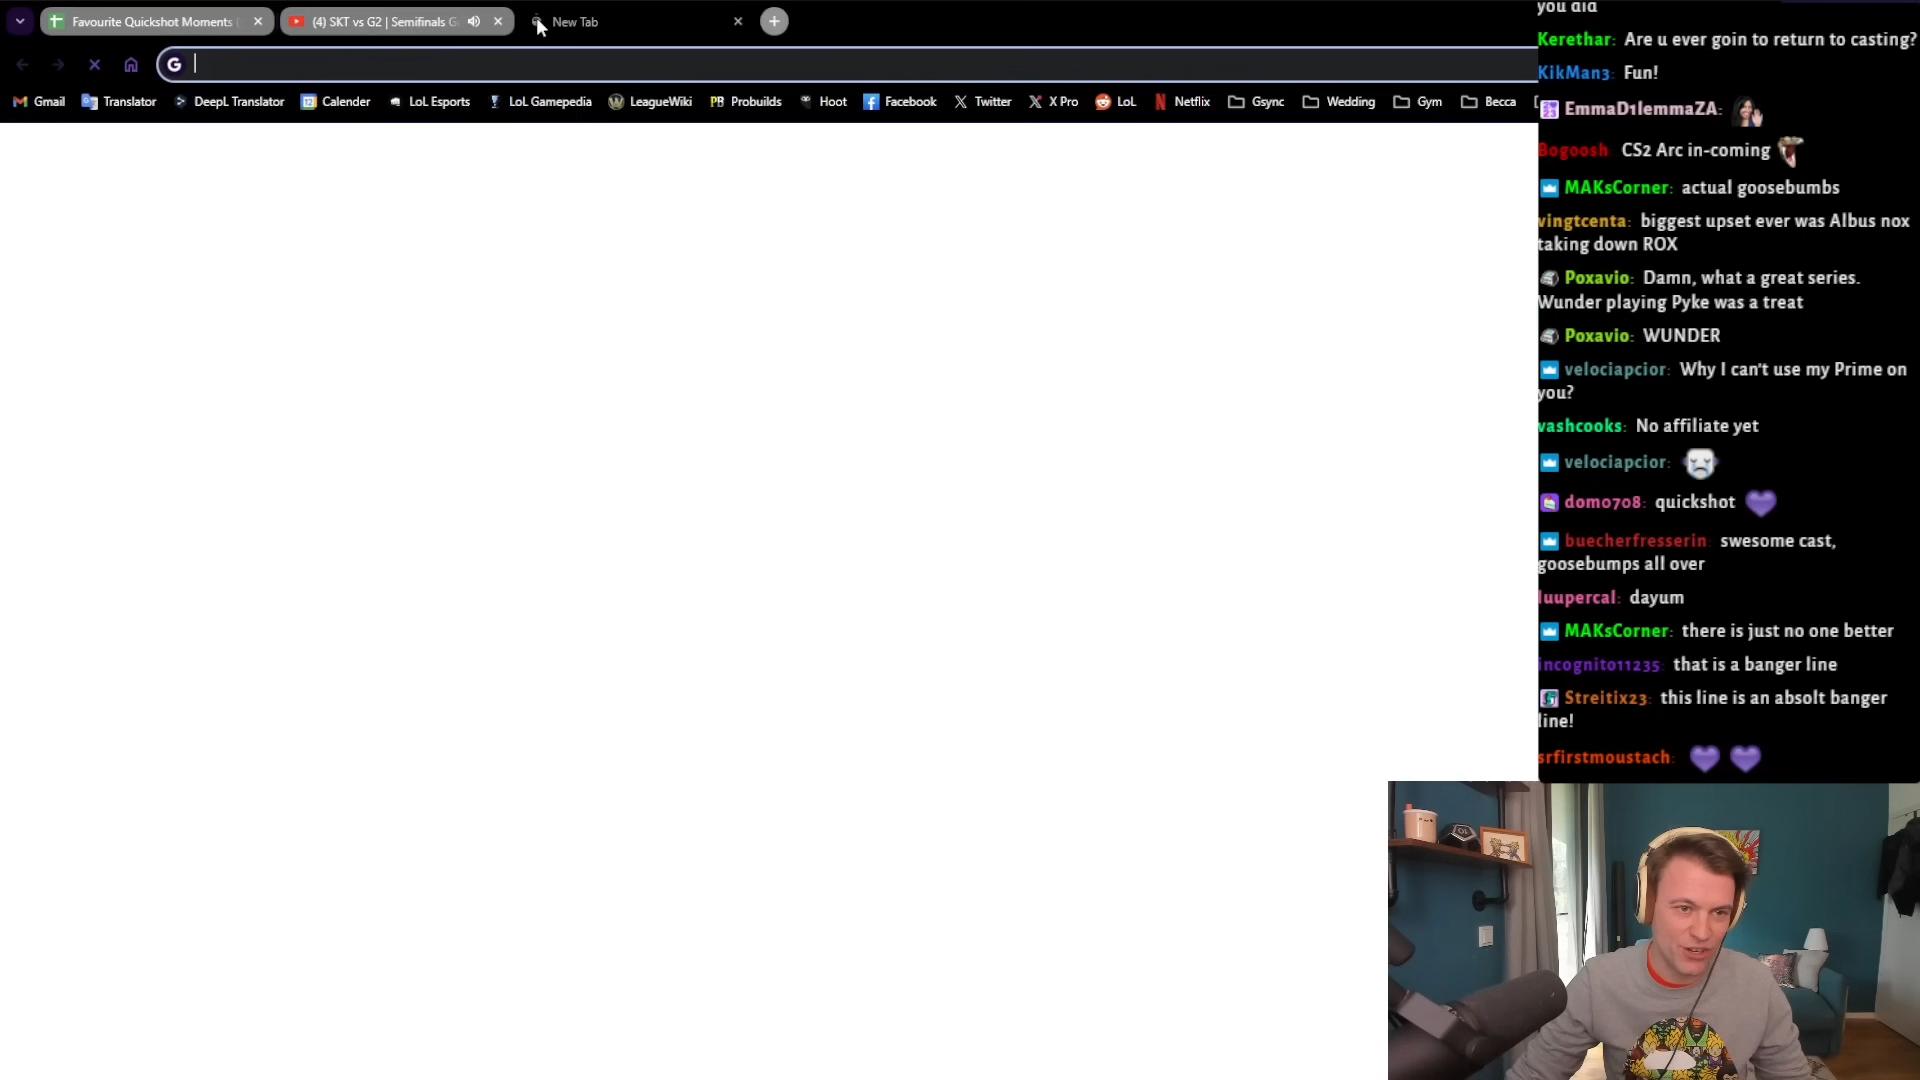 Favourite Quickshot Moments
(4) SKT vs G2 | Semifinals G
New Tab
Gmail
Translator
DeepL Translator
Calender
LoL Esports
LoL Gamepedia
LeagueWiki
PB Probuilds
Hoot
Facebook
Twitter
X Pro
LoL
Netflix
Gsync
Wedding
Gym
Becca
you did
Kerethar: Are u ever goin to return to casting?
KikMan3: Fun!
EmmaD1lemmaZA:
Bogoosh: CS2 Arc in-coming
MAKsCorner: actual goosebumbs
vingtcenta: biggest upset ever was Albus nox
taking down ROX
Poxavio: Damn, what a great series.
Wunder playing Pyke was a treat
Poxavio: WUNDER
velociapcior: Why I can't use my Prime on
you?
vashcooks: No affiliate yet
velociapcior:
domo708: quickshot
buecherfresserin: swesome cast,
goosebumps all over
luupercal: dayum
MAKsCorner: there is just no one better
incognito11235: that is a banger line
Streitix23: this line is an absolt banger
line!
srfirstmoustach: